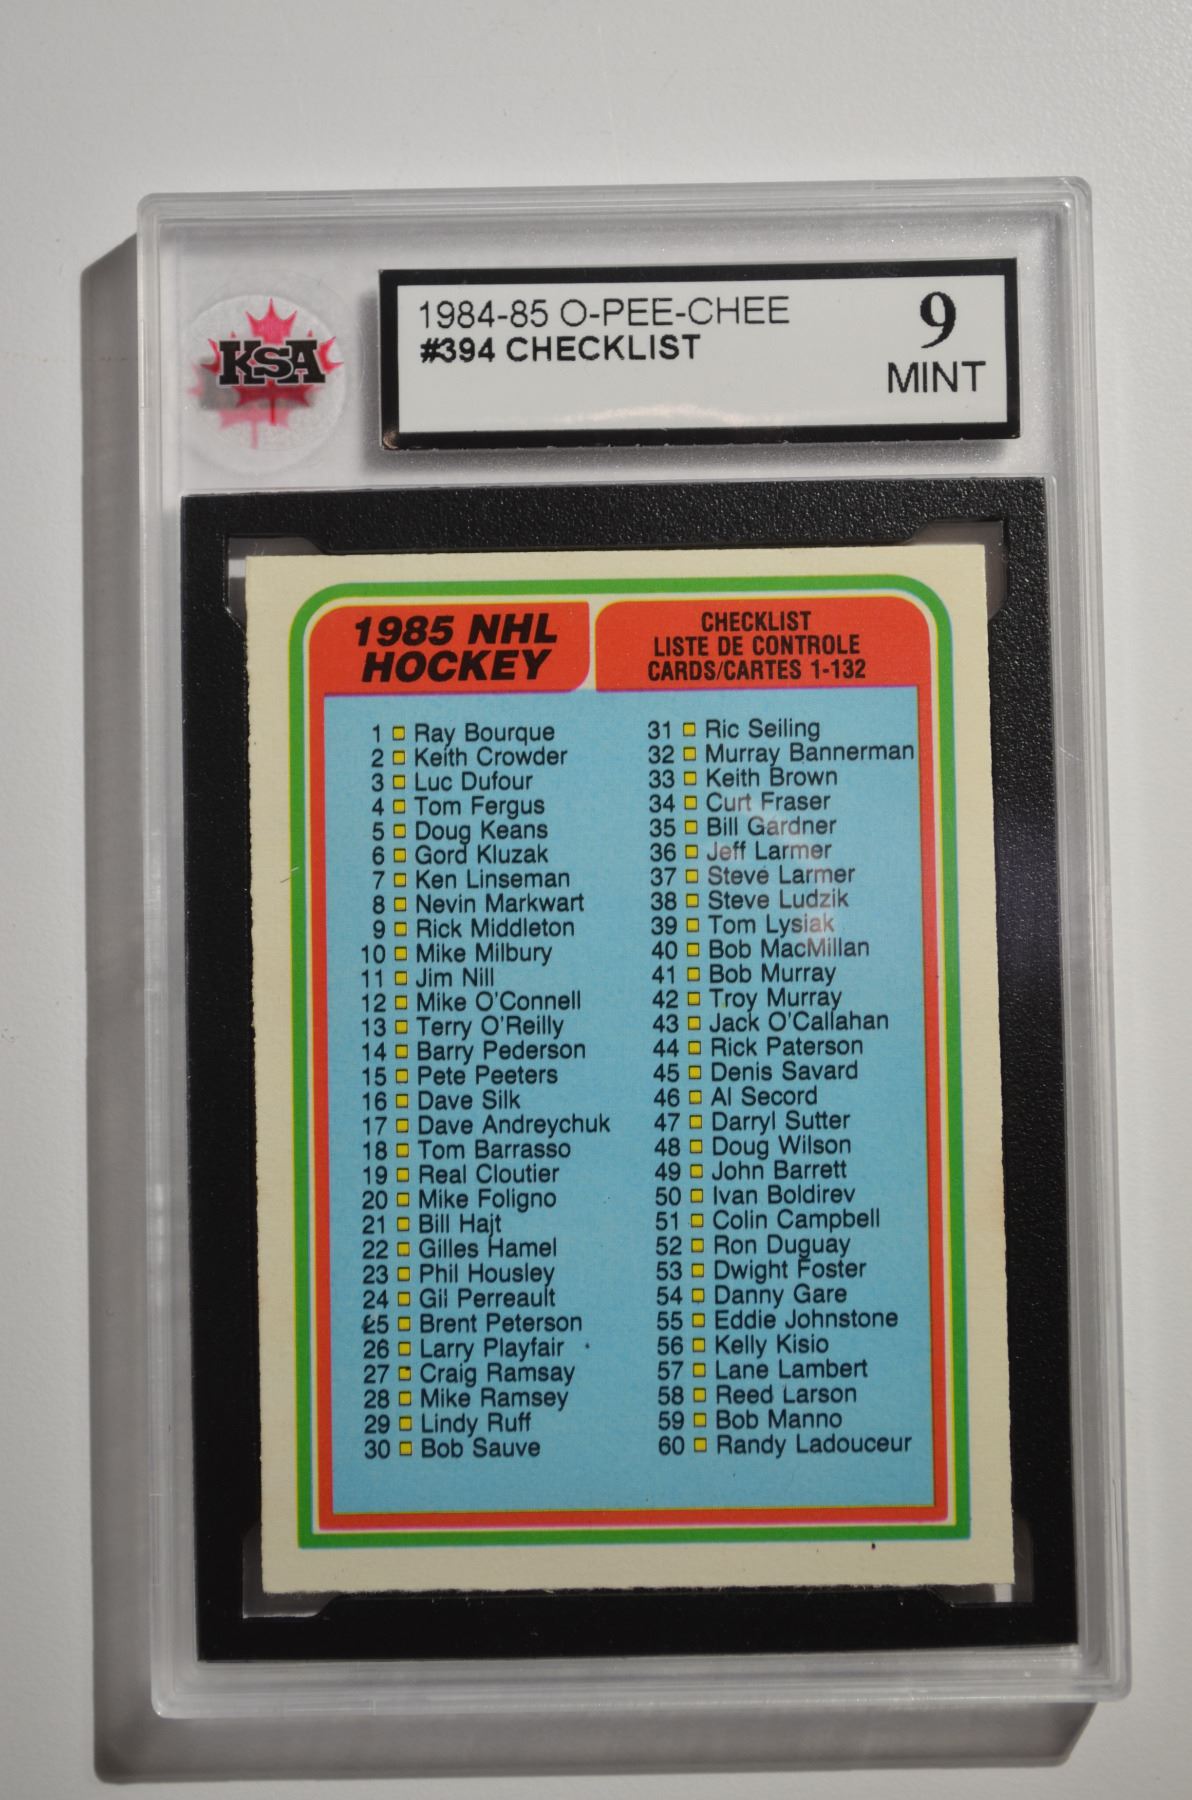 KSA
1984-85 O-PEE-CHEE
#394 CHECKLIST
9
MINT
1985 NHL
HOCKEY
CHECKLIST
LISTE DE CONTROLE
CARDS/CARTES 1-132
1 Ray Bourque
2 Keith Crowder
3 Luc Dufour
4 Tom Fergus
5 Doug Keans
6 Gord Kluzak
7 Ken Linseman
8 Nevin Markwart
9 Rick Middleton
10 Mike Milbury
11 Jim Nill
12 Mike O'Connell
13 Terry O'Reilly
14 Barry Pederson
15 Pete Peeters
16 Dave Silk
17 Dave Andreychuk
18 Tom Barrasso
19 Real Cloutier
20 Mike Foligno
21 Bill Hajt
22 Gilles Hamel
23 Phil Housley
24 Gil Perreault
25 Brent Peterson
26 Larry Playfair
27 Craig Ramsay
28 Mike Ramsey
29 Lindy Ruff
30 Bob Sauve
31 Ric Seiling
32 Murray Bannerman
33 Keith Brown
34 Curt Fraser
35 Bill Gardner
36 Jeff Larmer
37 Steve Larmer
38 Steve Ludzik
39 Tom Lysiak
40 Bob MacMillan
41 Bob Murray
42 Troy Murray
43 Jack O'Callahan
44 Rick Paterson
45 Denis Savard
46 Al Secord
47 Darryl Sutter
48 Doug Wilson
49 John Barrett
50 Ivan Boldirev
51 Colin Campbell
52 Ron Duguay
53 Dwight Foster
54 Danny Gare
55 Eddie Johnstone
56 Kelly Kisio
57 Lane Lambert
58 Reed Larson
59 Bob Manno
60 Randy Ladouceur